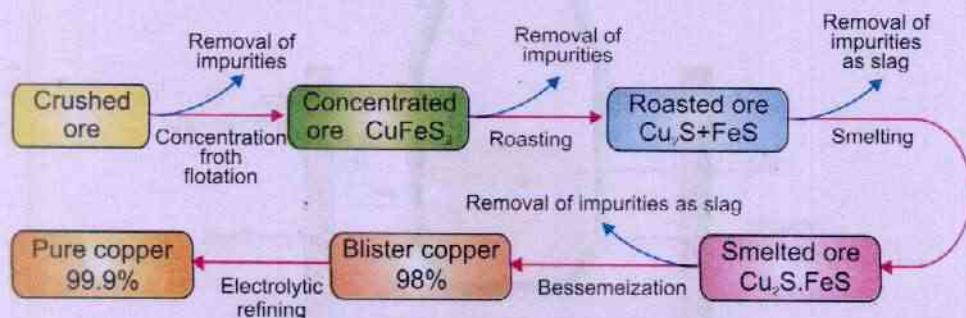 Removal of
impurities
Removal of
impurities
Removal of
impurities
as slag
Crushed
ore
Concentrated
ore CuFeS₂
Roasted ore
Cu₂S+FeS
Concentration
froth
flotation
Roasting
Smelting
Removal of impurities as slag
Pure copper
99.9%
Blister copper
98%
Smelted ore
Cu₂S.FeS
Electrolytic
refining
Bessemeization